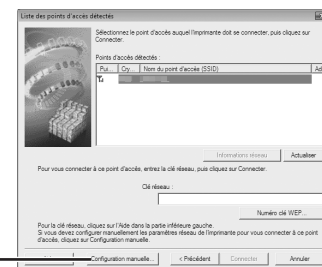 Liste des points d'accès détectés
Sélectionnez le point d'accès auquel l'imprimante doit se connecter, puis cliquez sur
Connecter.
Points d'accès détectés :
Pui... Cry... Nom du point d'accès (SSID) Ad
Informations réseau Actualiser
Pour vous connecter à ce point d'accès, entrez la clé réseau, puis cliquez sur Connecter.
Clé réseau :
Numéro clé WEP...
Pour la clé réseau, cliquez sur l'Aide dans la partie inférieure gauche.
Si vous devez configurer manuellement les paramètres réseau de l'imprimante pour vous connecter à ce point
d'accès, cliquez sur Configuration manuelle.
Configuration manuelle... < Précédent Connecter Annuler